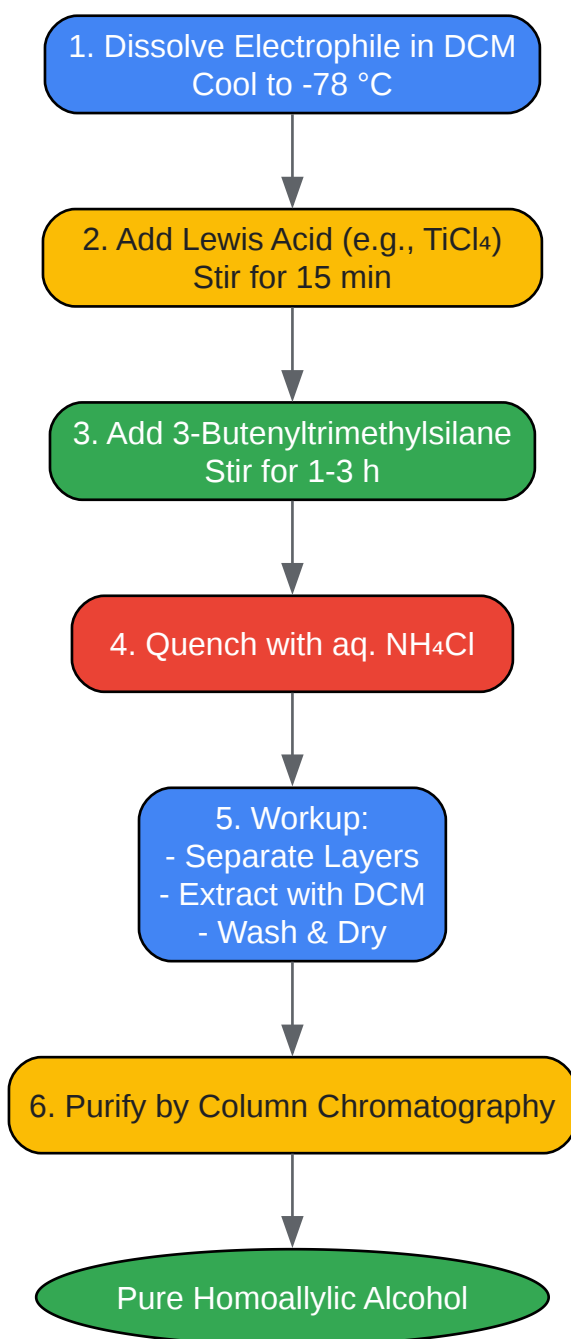 1. Dissolve Electrophile in DCM
Cool to -78 °C
2. Add Lewis Acid (e.g., TiCl₄)
Stir for 15 min
3. Add 3-Butenyltrimethylsilane
Stir for 1-3 h
4. Quench with aq. NH₄Cl
5. Workup:
- Separate Layers
- Extract with DCM
- Wash & Dry
6. Purify by Column Chromatography
Pure Homoallylic Alcohol